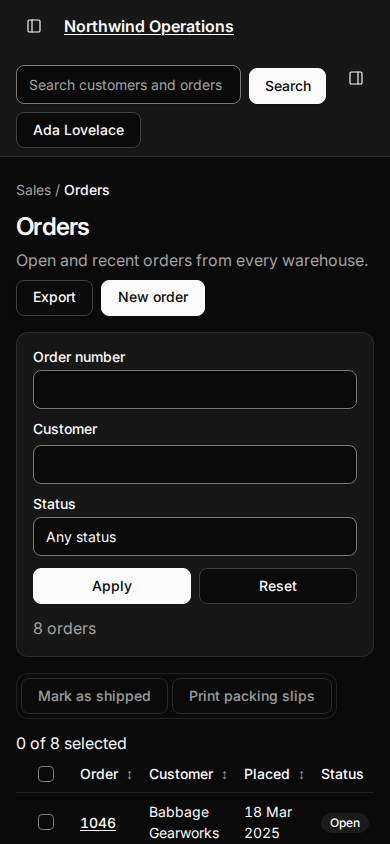 Northwind Operations
Search customers and orders
Search
Ada Lovelace
Sales / Orders
Orders
Open and recent orders from every warehouse.
Export
New order
Order number
Customer
Status
Any status
Apply
Reset
8 orders
Mark as shipped
Print packing slips
0 of 8 selected
Order ↕ Customer ↕ Placed ↕ Status
1046 Babbage Gearworks 18 Mar 2025 Open